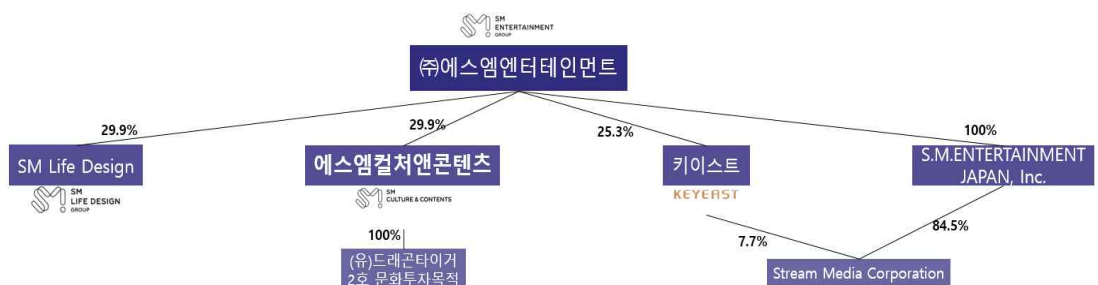 SM
ENTERTAINMENT
GROUP
㈜에스엠엔터테인먼트
29.9%
29.9%
25.3%
100%
SM Life Design
에스엠컬처앤콘텐츠
키이스트
S.M.ENTERTAINMENT
JAPAN, Inc.
SM
LIFE DESIGN
GROUP
SM
CULTURE & CONTENTS
KEYEAST
100%
7.7%
84.5%
(유)드래곤타이거
2호 문화투자목적
Stream Media Corporation